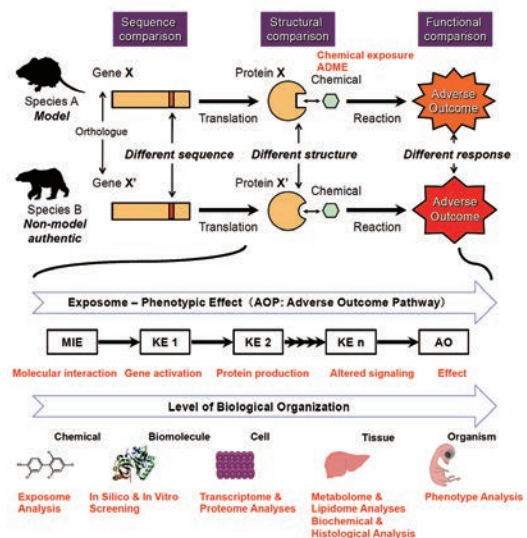 Sequence comparison
Structural comparison
Functional comparison
Chemical exposure
ADME
Gene X
Protein X
Chemical
Adverse Outcome
Species A
Model
Translation
Reaction
Orthologue
Different sequence
Different structure
Different response
Gene X'
Protein X'
Chemical
Adverse Outcome
Species B
Non-model
authentic
Translation
Reaction
Exposome – Phenotypic Effect (AOP: Adverse Outcome Pathway)
MIE
KE 1
KE 2
KE n
AO
Molecular interaction
Gene activation
Protein production
Altered signaling
Effect
Level of Biological Organization
Chemical
Biomolecule
Cell
Tissue
Organism
Exposome
Analysis
In Silico & In Vitro
Screening
Transcriptome &
Proteome Analyses
Metabolome &
Lipidome Analyses
Biochemical &
Histological Analysis
Phenotype Analysis